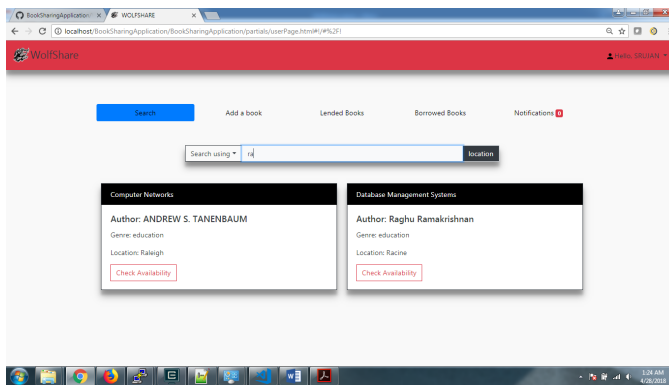 BookSharingApplication/
WOLFSHARE
localhost/BookSharingApplication/BookSharingApplication/partials/userPage.html#!/#%2F!
WolfShare
Hello, SRIJAN
Search Add a book Lended Books Borrowed Books Notifications 0
Search using ra location
Computer Networks
Author: ANDREW S. TANENBAUM
Genre: education
Location: Raleigh
Check Availability
Database Management Systems
Author: Raghu Ramakrishnan
Genre: education
Location: Racine
Check Availability
1:24 AM
4/28/2018